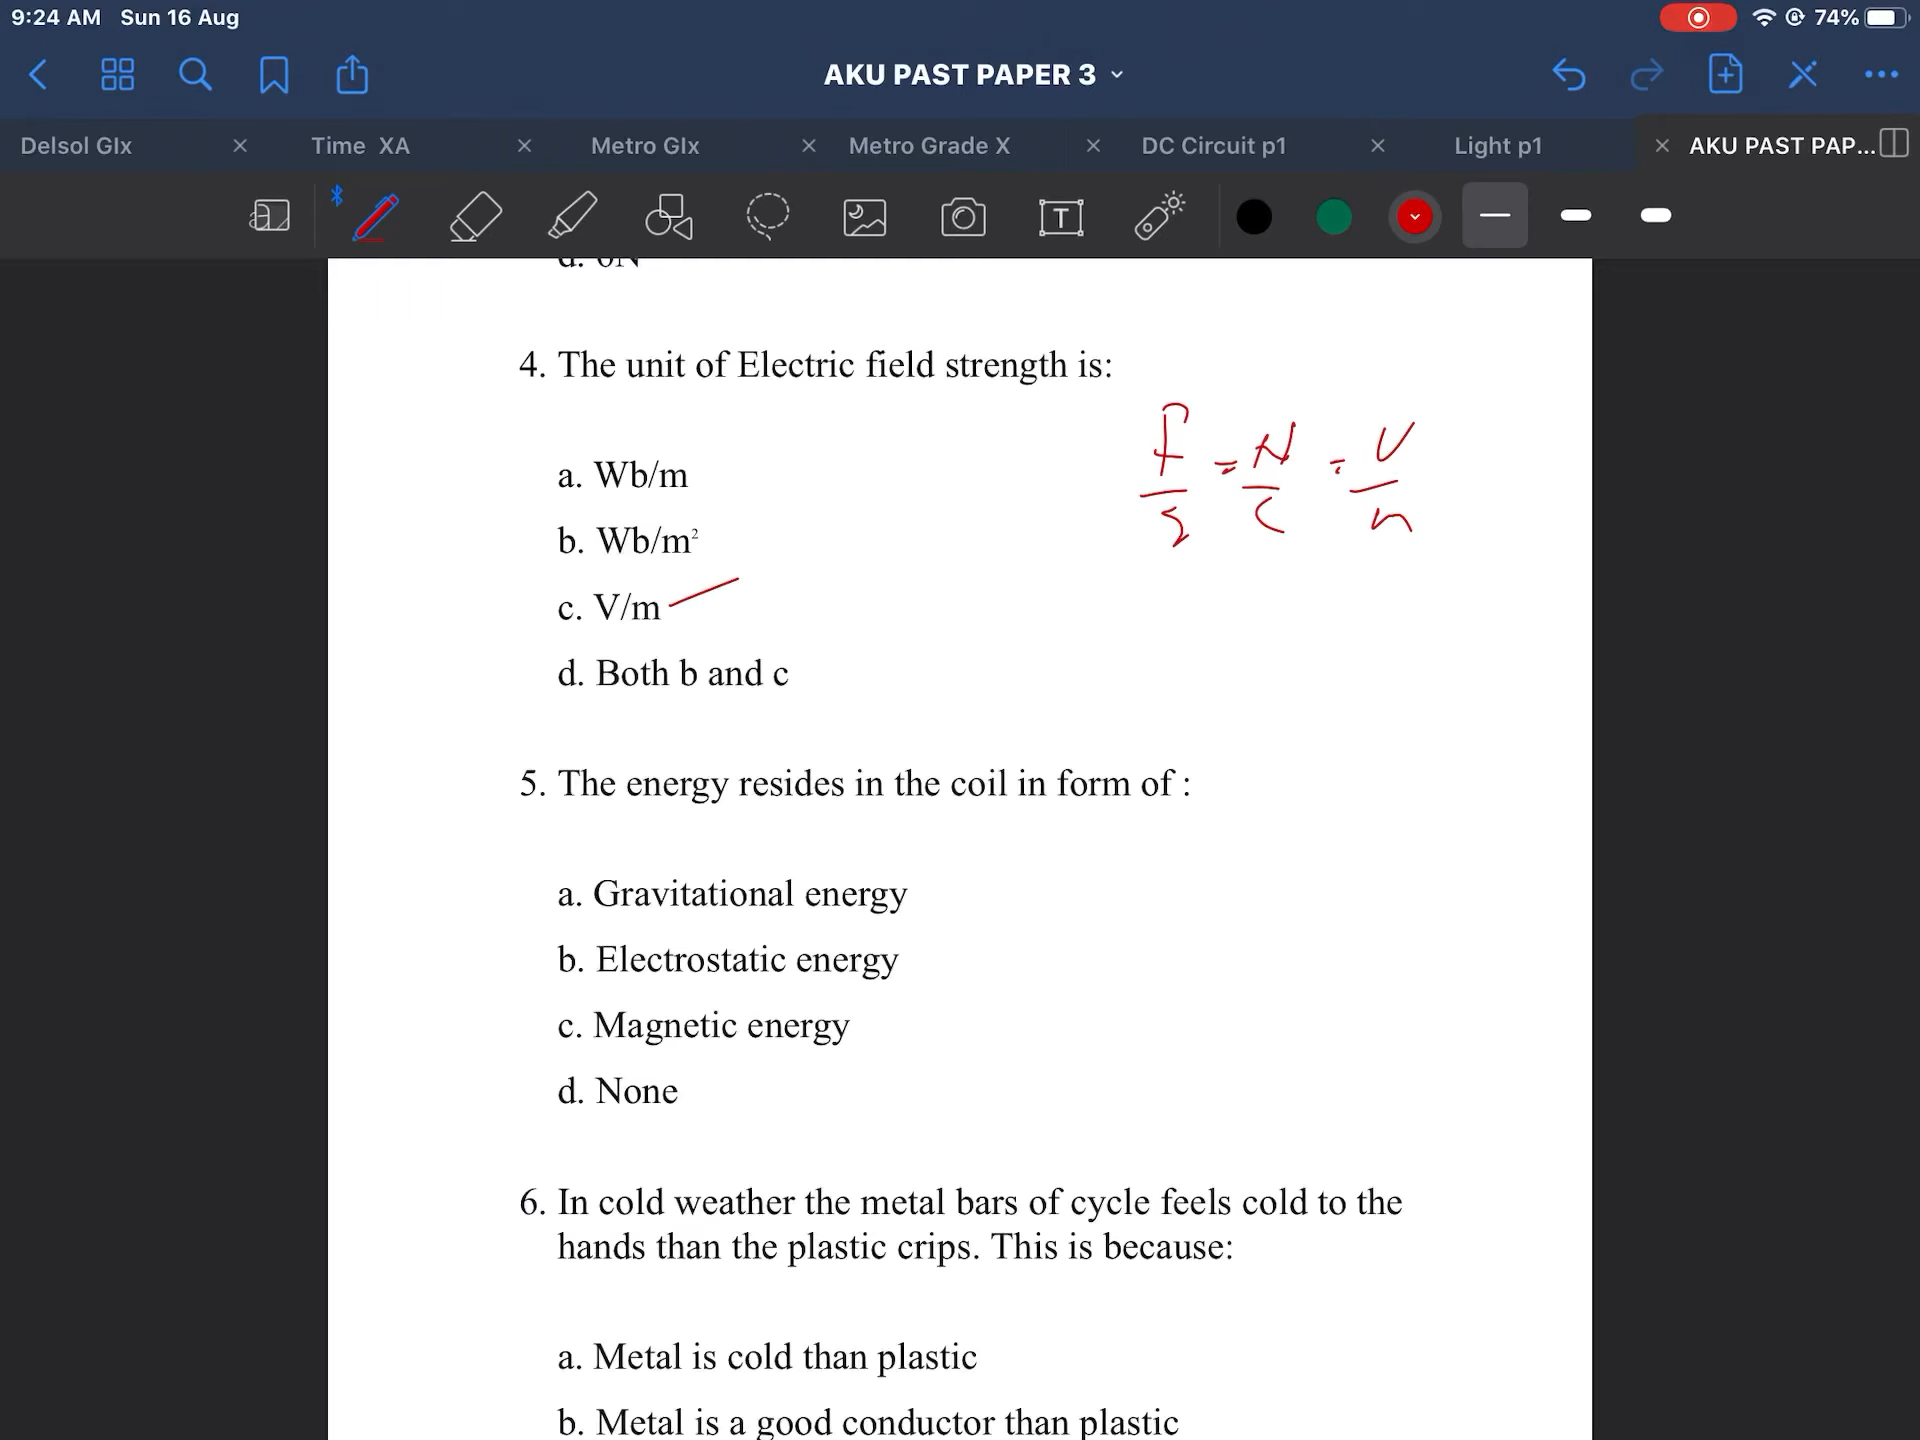 9:24 AM Sun 16 Aug
74%
AKU PAST PAPER 3
Delsol GIx
Time XA
Metro GIx
Metro Grade X
DC Circuit p1
Light p1
AKU PAST PAP...
d. 6N
4. The unit of Electric field strength is:
F/q = N/C = V/m
a. Wb/m
b. Wb/m²
c. V/m
d. Both b and c
5. The energy resides in the coil in form of :
a. Gravitational energy
b. Electrostatic energy
c. Magnetic energy
d. None
6. In cold weather the metal bars of cycle feels cold to the
hands than the plastic crips. This is because:
a. Metal is cold than plastic
b. Metal is a good conductor than plastic